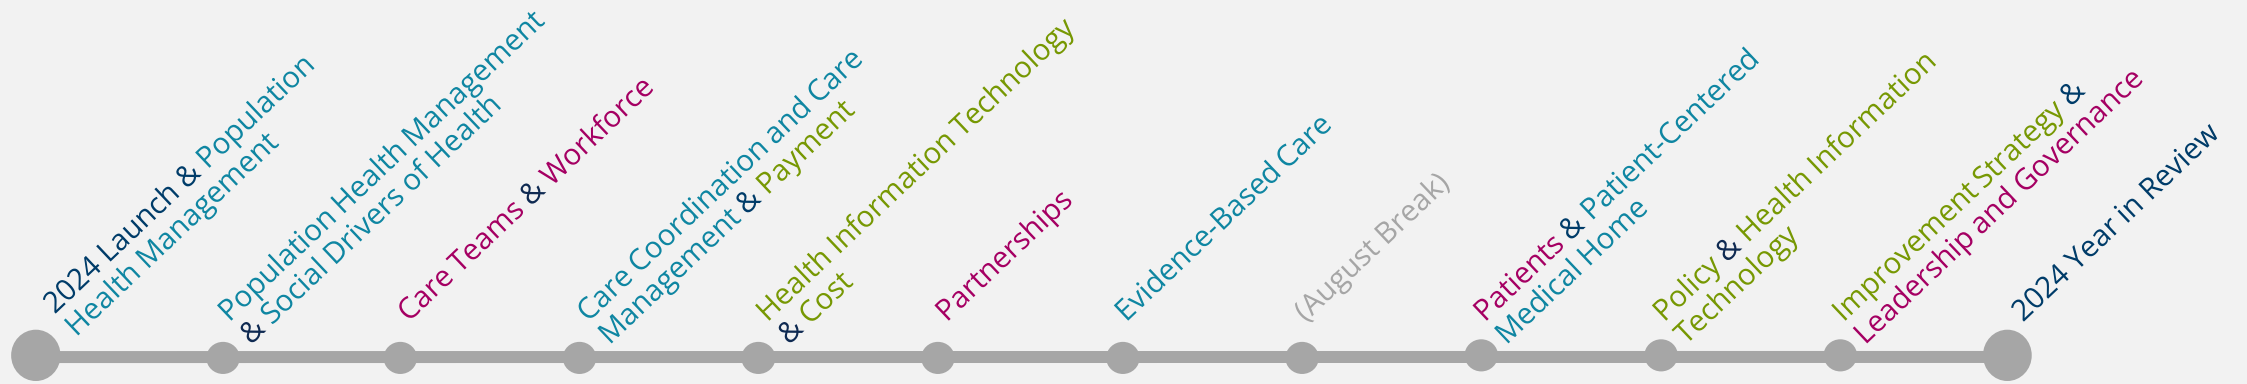 2024 Launch & Population
Health Management
Population Health Management
& Social Drivers of Health
Care Teams & Workforce
Care Coordination and Care
Management & Payment
Health Information Technology
& Cost
Partnerships
Evidence-Based Care
(August Break)
Patients & Patient-Centered
Medical Home
Policy & Health Information
Technology
Improvement Strategy &
Leadership and Governance
2024 Year in Review